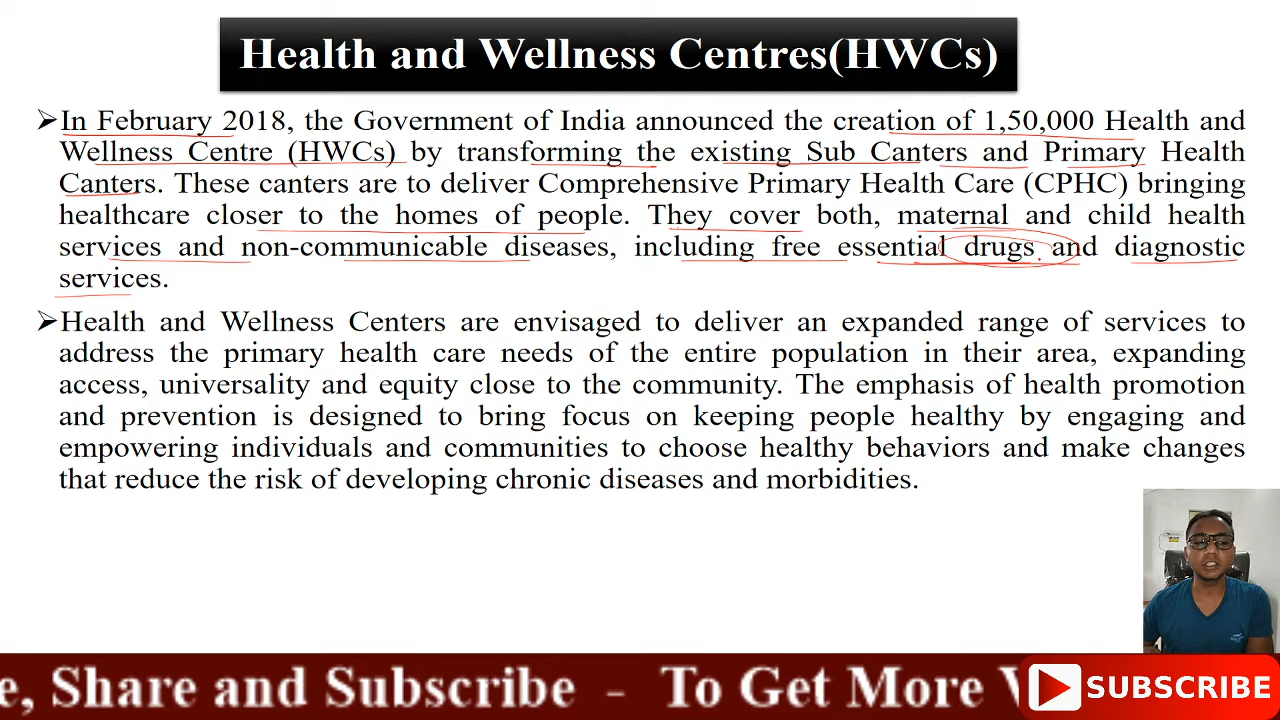 Health and Wellness Centres(HWCs)
➢In February 2018, the Government of India announced the creation of 1,50,000 Health and
Wellness Centre (HWCs) by transforming the existing Sub Canters and Primary Health
Canters. These canters are to deliver Comprehensive Primary Health Care (CPHC) bringing
healthcare closer to the homes of people. They cover both, maternal and child health
services and non-communicable diseases, including free essential drugs and diagnostic
services.
➢Health and Wellness Centers are envisaged to deliver an expanded range of services to
address the primary health care needs of the entire population in their area, expanding
access, universality and equity close to the community. The emphasis of health promotion
and prevention is designed to bring focus on keeping people healthy by engaging and
empowering individuals and communities to choose healthy behaviors and make changes
that reduce the risk of developing chronic diseases and morbidities.
e, Share and Subscribe - To Get More V
SUBSCRIBE